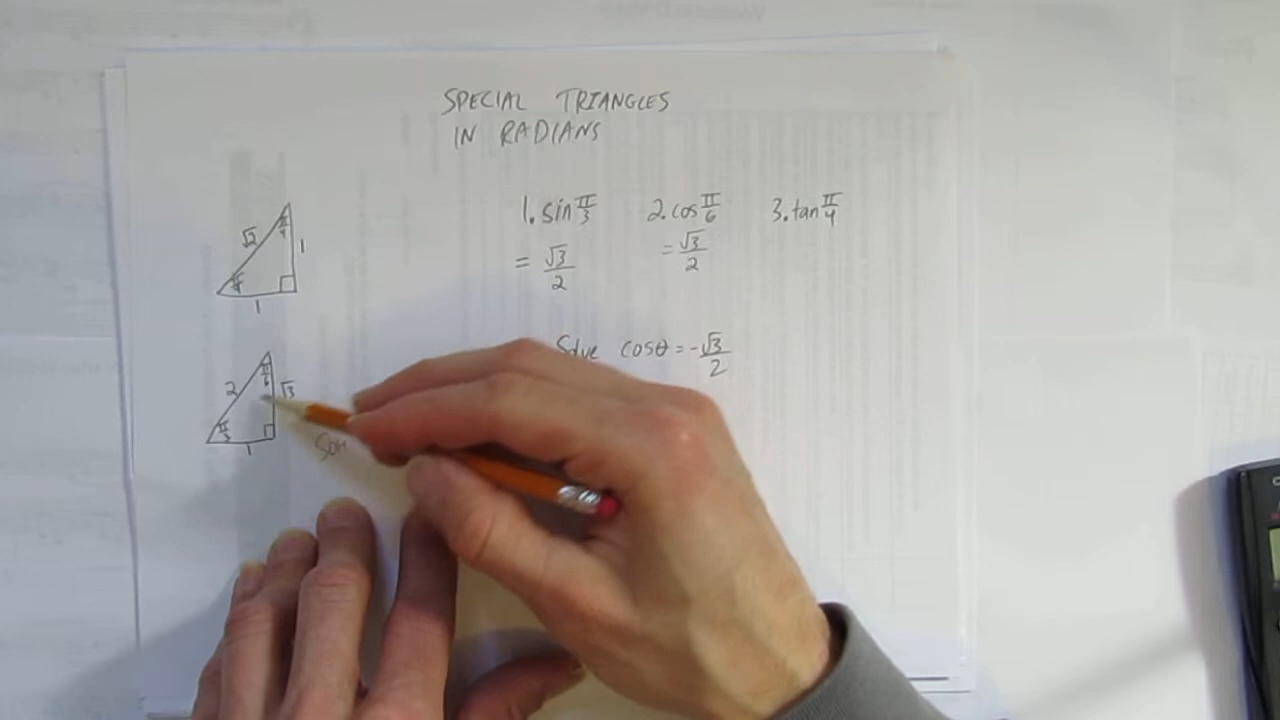 SPECIAL TRIANGLES
IN RADIANS
1. sin π/3 2. cos π/6 3. tan π/4
= √3/2 = √3/2
√2 π/4 1
π/4
1
Solve cosθ = -√3/2
2 π/6 √3
π/3
1
SOH